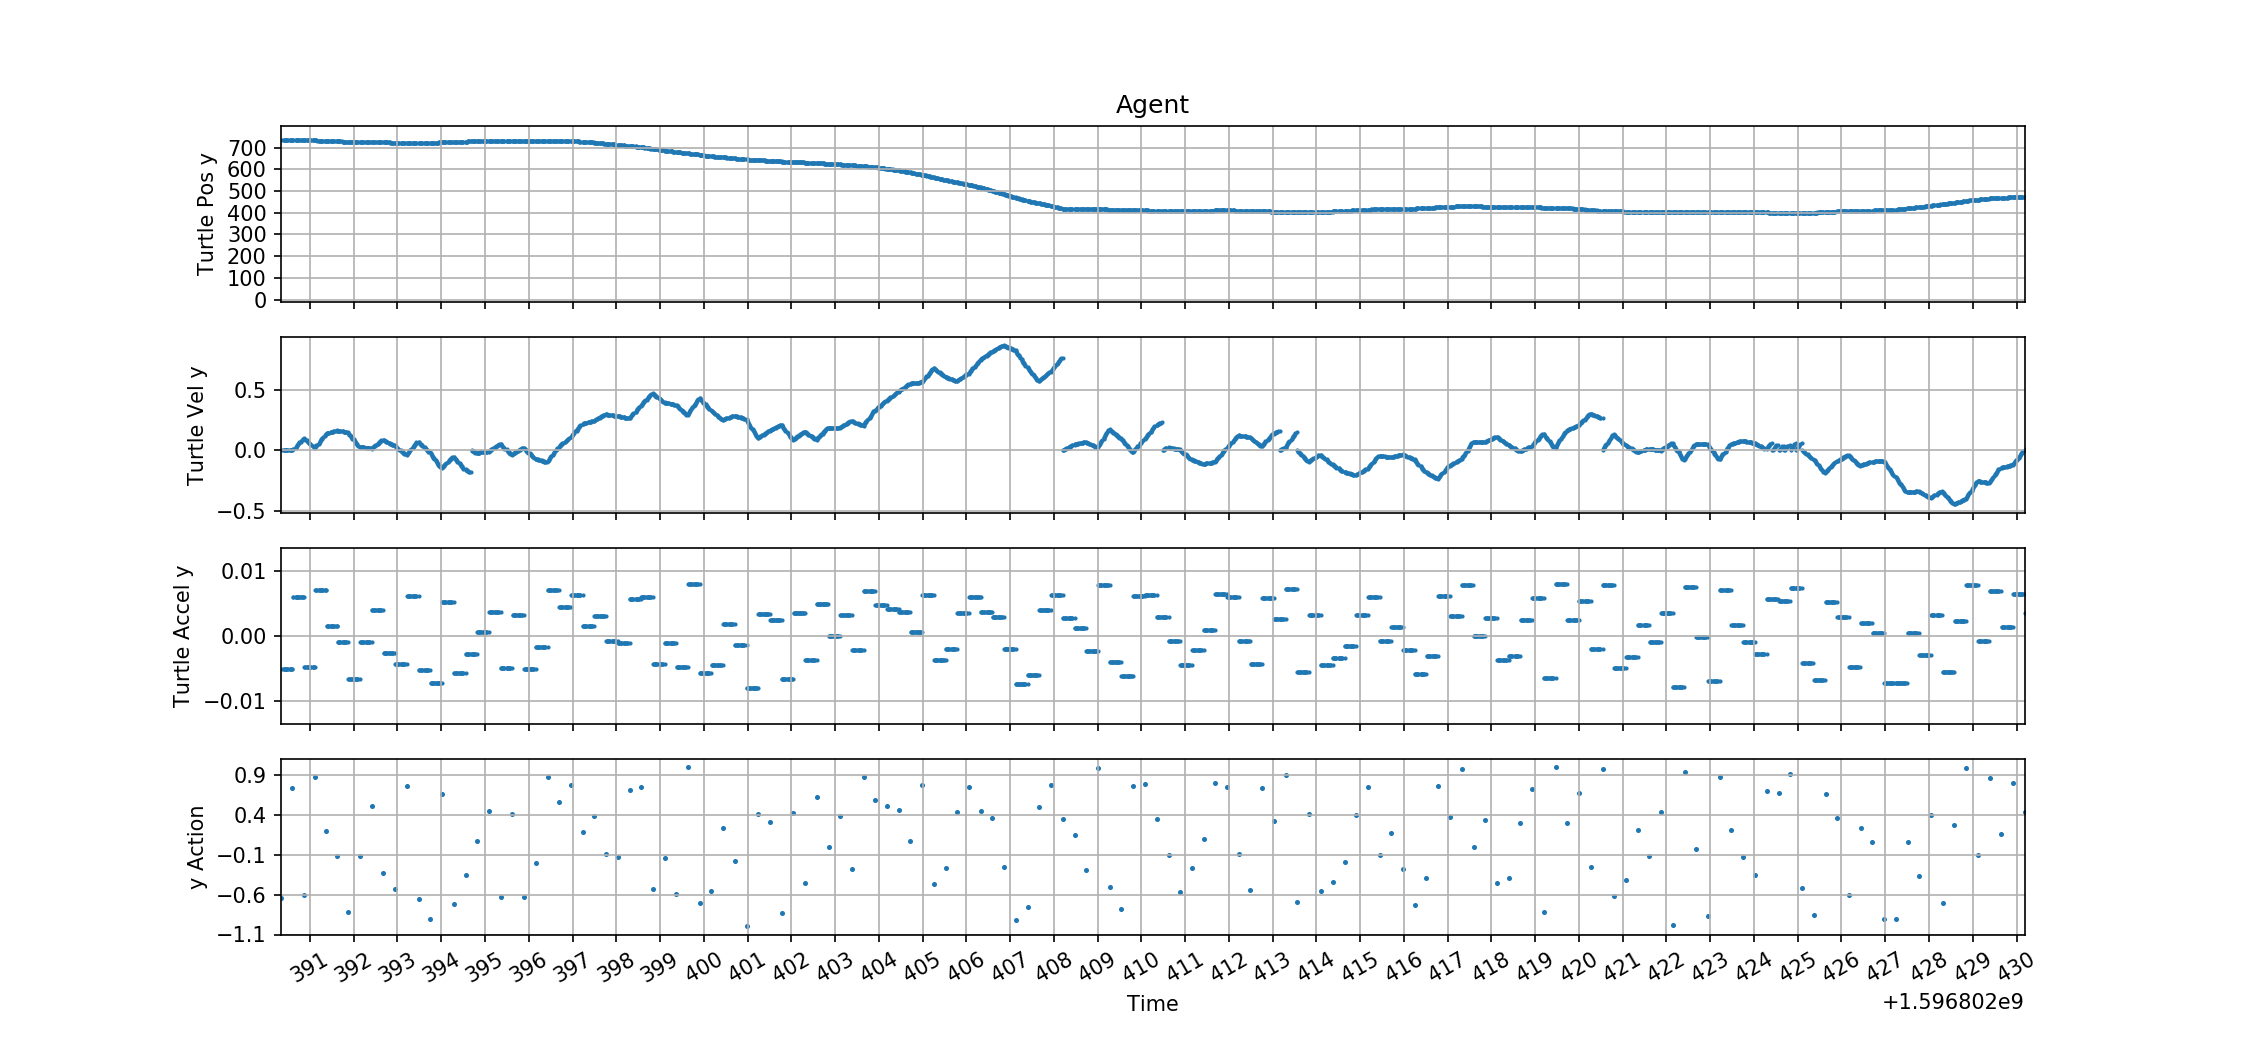 Agent
Turtle Pos y
700
600
500
400
300
200
100
0
Turtle Vel y
0.5
0.0
−0.5
Turtle Accel y
0.01
0.00
−0.01
y Action
0.9
0.4
−0.1
−0.6
−1.1
391 392 393 394 395 396 397 398 399 400 401 402 403 404 405 406 407 408 409 410 411 412 413 414 415 416 417 418 419 420 421 422 423 424 425 426 427 428 429 430
Time
+1.596802e9